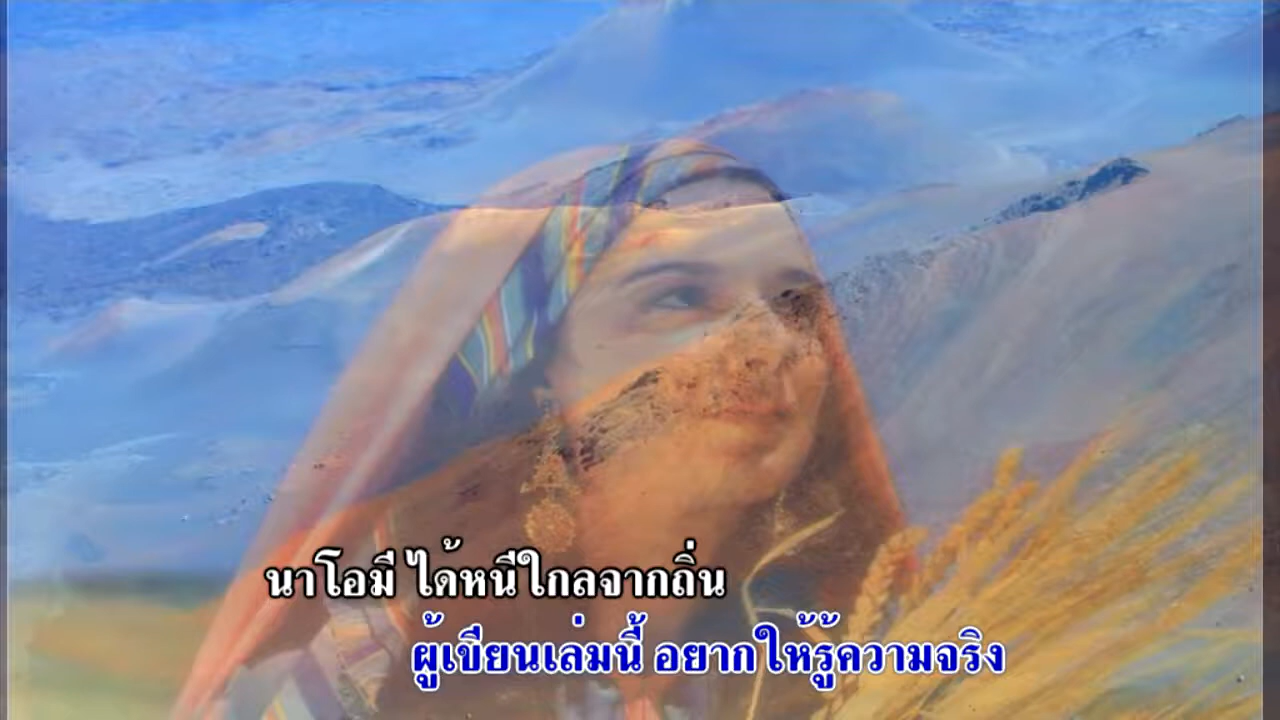 นาโอมี ได้หนีใกลจากถิ่น
ผู้เขียนเล่มนี้ อยากให้รู้ความจริง